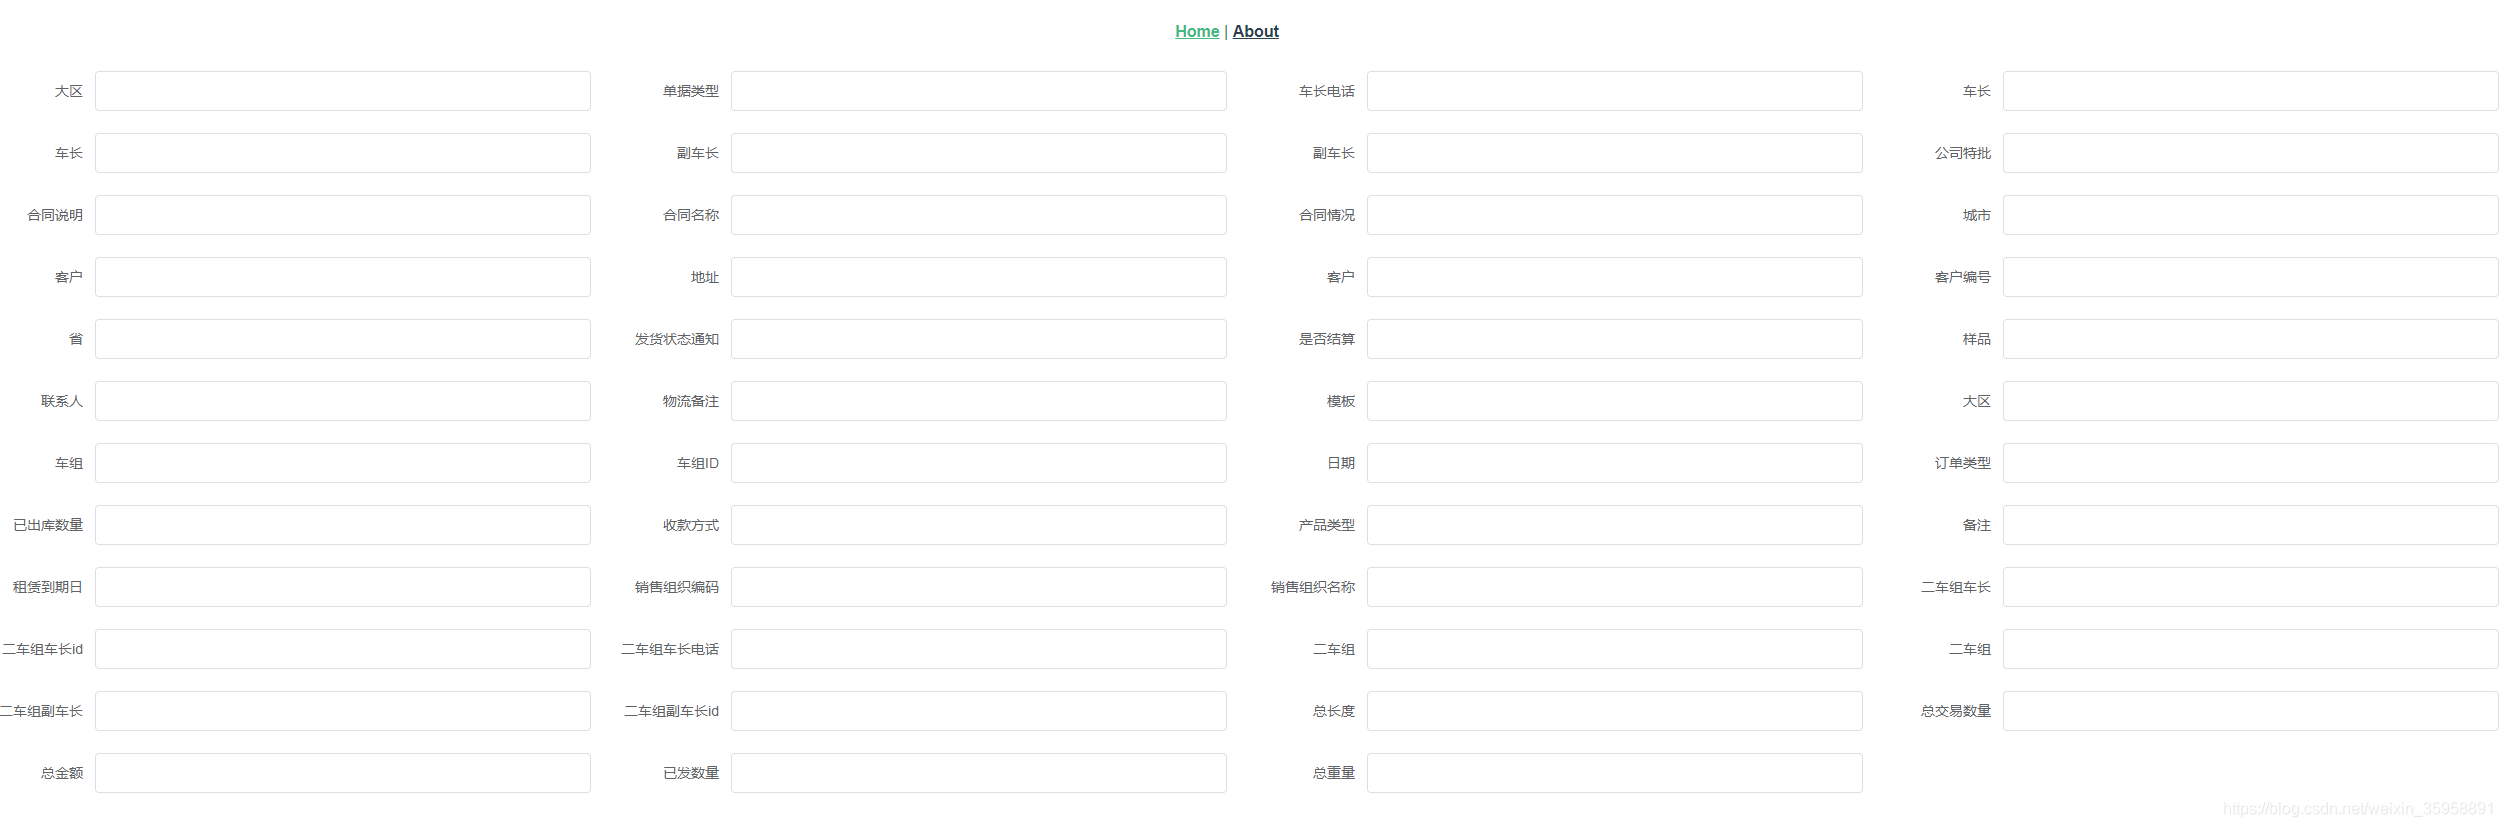 Home | About
大区 单据类型 车长电话 车长
车长 副车长 副车长 公司特批
合同说明 合同名称 合同情况 城市
客户 地址 客户 客户编号
省 发货状态通知 是否结算 样品
联系人 物流备注 模板 大区
车组 车组ID 日期 订单类型
已出库数量 收款方式 产品类型 备注
租赁到期日 销售组织编码 销售组织名称 二车组车长
二车组车长id 二车组车长电话 二车组 二车组
二车组副车长 二车组副车长id 总长度 总交易数量
总金额 已发数量 总重量
https://blog.csdn.net/weixin_35958891